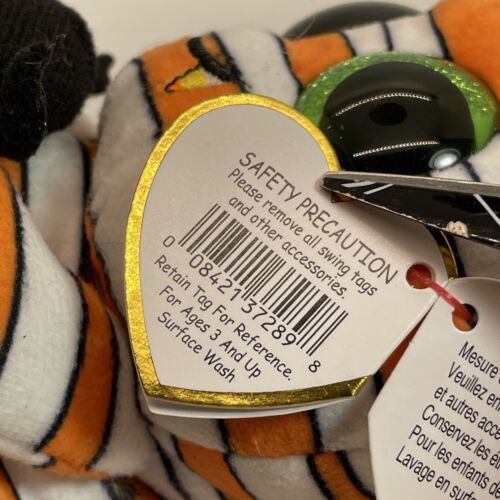 SAFETY PRECAUTION
Please remove all swing tags
and other accessories.
0 08421 37289 8
Retain Tag For Reference.
For Ages 3 And Up
Surface Wash
Mesure
Veuillez en
et autres acce
Conservez les ét
Pour les enfants d
Lavage en surf